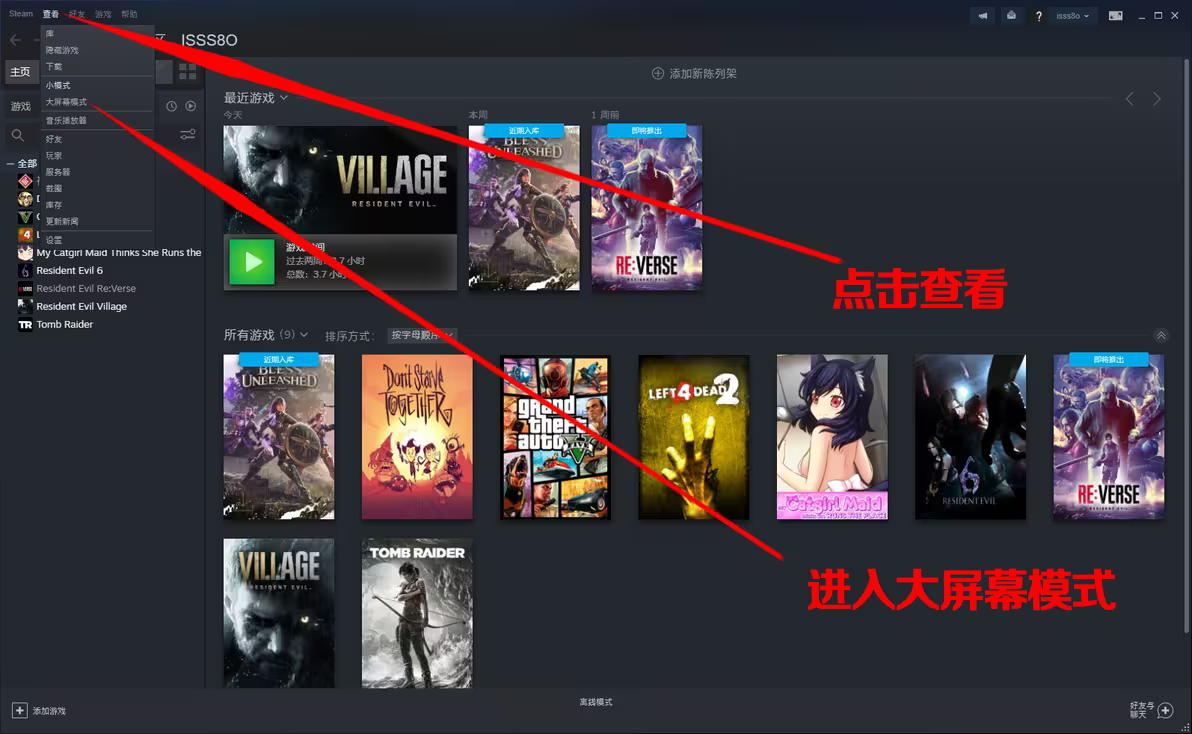 Steam 查看 好友 游戏 帮助
isss8o
库
隐藏游戏
下载
小模式
大屏幕模式
音乐播放器
好友
玩家
服务器
截图
库存
更新新闻
设置
ISSS8O
主页
游戏
全部
My Catgirl Maid Thinks She Runs the
Resident Evil 6
Resident Evil Re:Verse
Resident Evil Village
Tomb Raider
添加新陈列架
最近游戏
今天
本周
1 周前
近期入库
即将推出
VILLAGE
RESIDENT EVIL
BLESS
UNLEASHED
RE:VERSE
过去两周
总数：3.7 小时
点击查看
所有游戏 (9)
排序方式：
按字母顺序
近期入库
即将推出
BLESS
UNLEASHED
Don't Starve
TOGETHER
grand
theft
auto V
LEFT 4 DEAD 2
Catgirl Maid
6
RESIDENT EVIL
RE:VERSE
VILLAGE
RESIDENT EVIL
TOMB RAIDER
进入大屏幕模式
添加游戏
离线模式
好友与
聊天